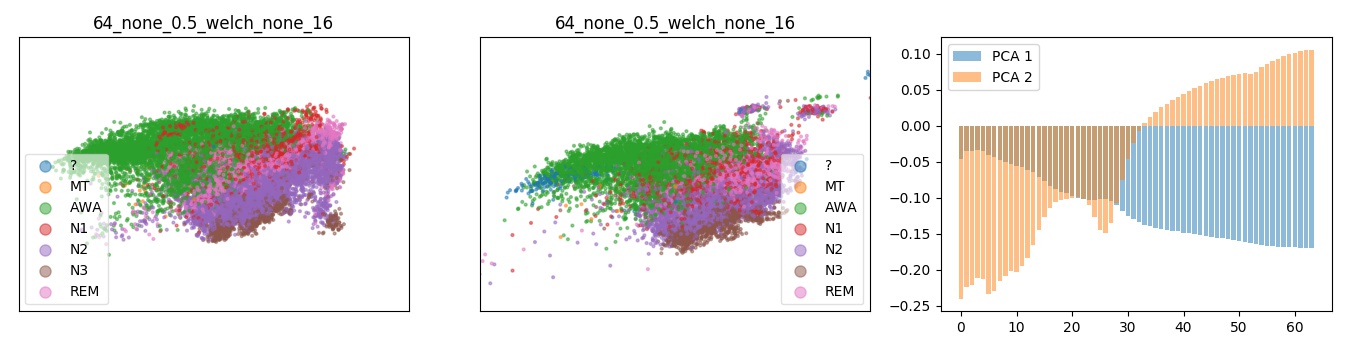 64_none_0.5_welch_none_16
?
MT
AWA
N1
N2
N3
REM
64_none_0.5_welch_none_16
?
MT
AWA
N1
N2
N3
REM
PCA 1
PCA 2
0.10
0.05
0.00
−0.05
−0.10
−0.15
−0.20
−0.25
0 10 20 30 40 50 60